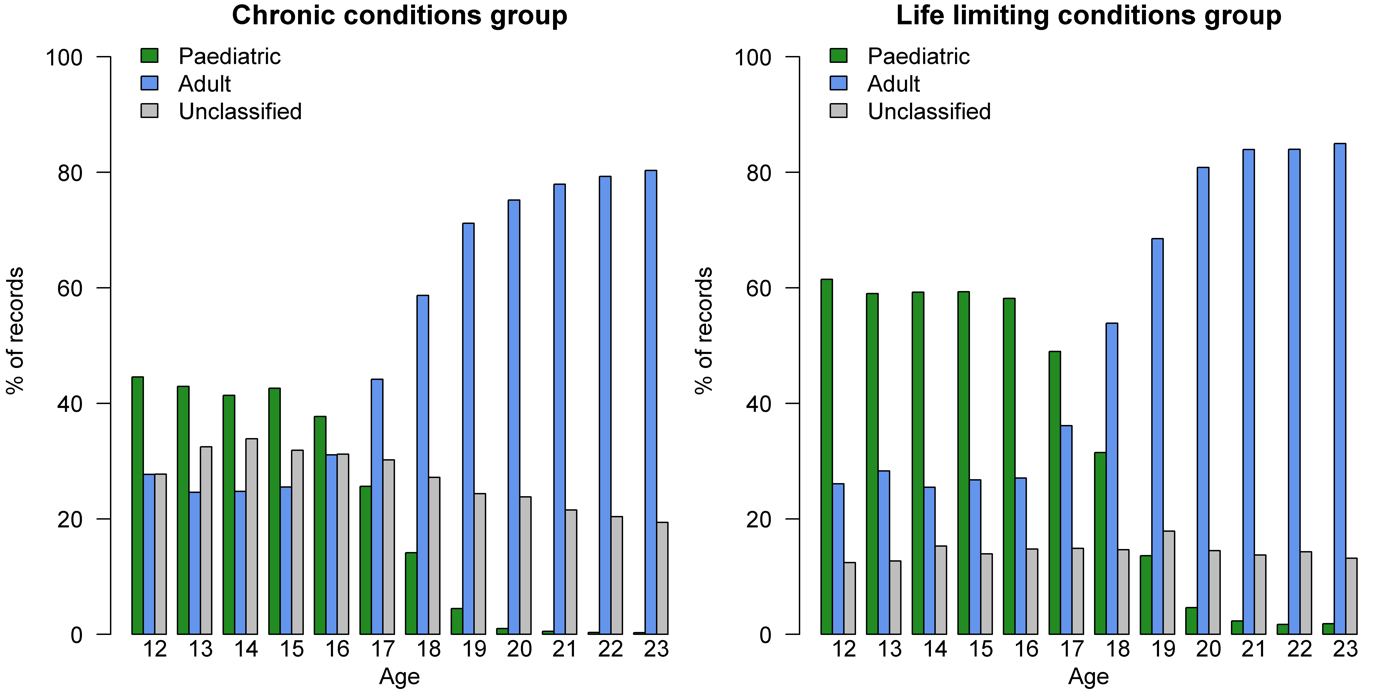 Chronic conditions group
Paediatric
Adult
Unclassified
% of records
100
80
60
40
20
0
12 13 14 15 16 17 18 19 20 21 22 23
Age
Life limiting conditions group
Paediatric
Adult
Unclassified
% of records
100
80
60
40
20
0
12 13 14 15 16 17 18 19 20 21 22 23
Age